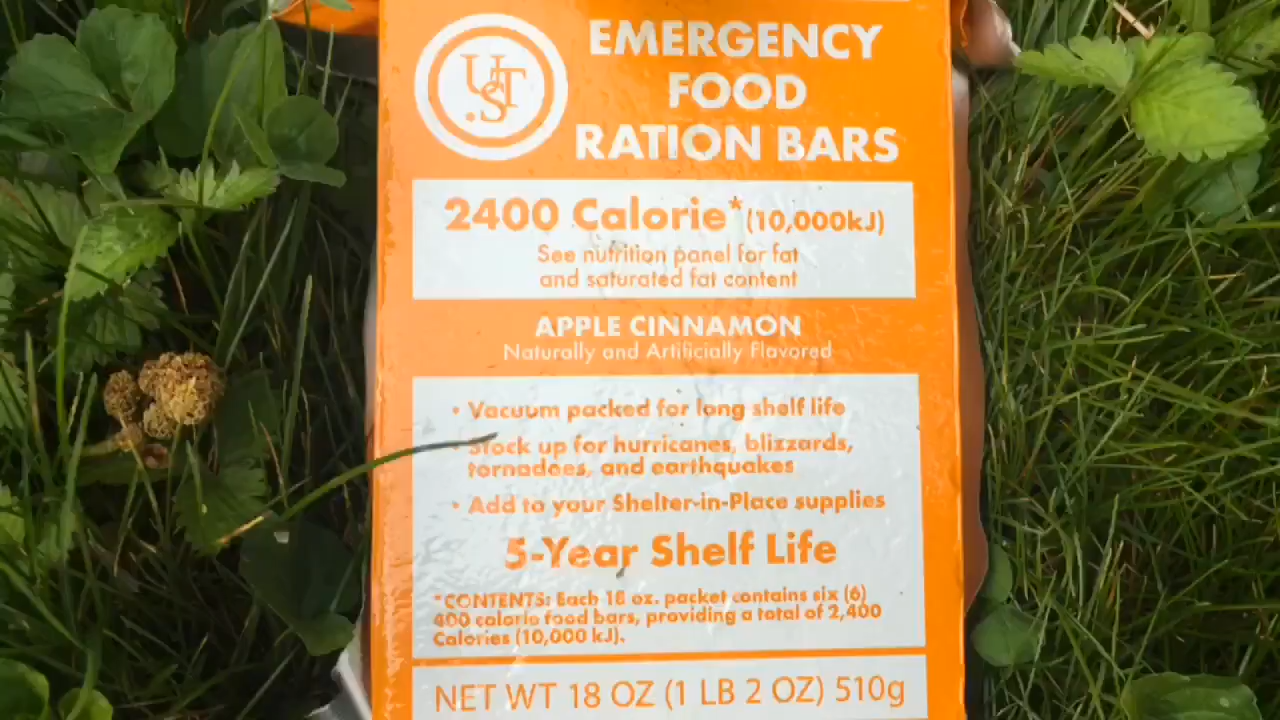 UST
EMERGENCY
FOOD
RATION BARS
2400 Calorie* (10,000kJ)
See nutrition panel for fat
and saturated fat content
APPLE CINNAMON
Naturally and Artificially Flavored
• Vacuum packed for long shelf life
• Stock up for hurricanes, blizzards,
tornadoes, and earthquakes
• Add to your Shelter-in-Place supplies
5-Year Shelf Life
*CONTENTS: Each 18 oz. packet contains six (6)
400 calorie food bars, providing a total of 2,400
Calories (10,000 kJ).
NET WT 18 OZ (1 LB 2 OZ) 510g